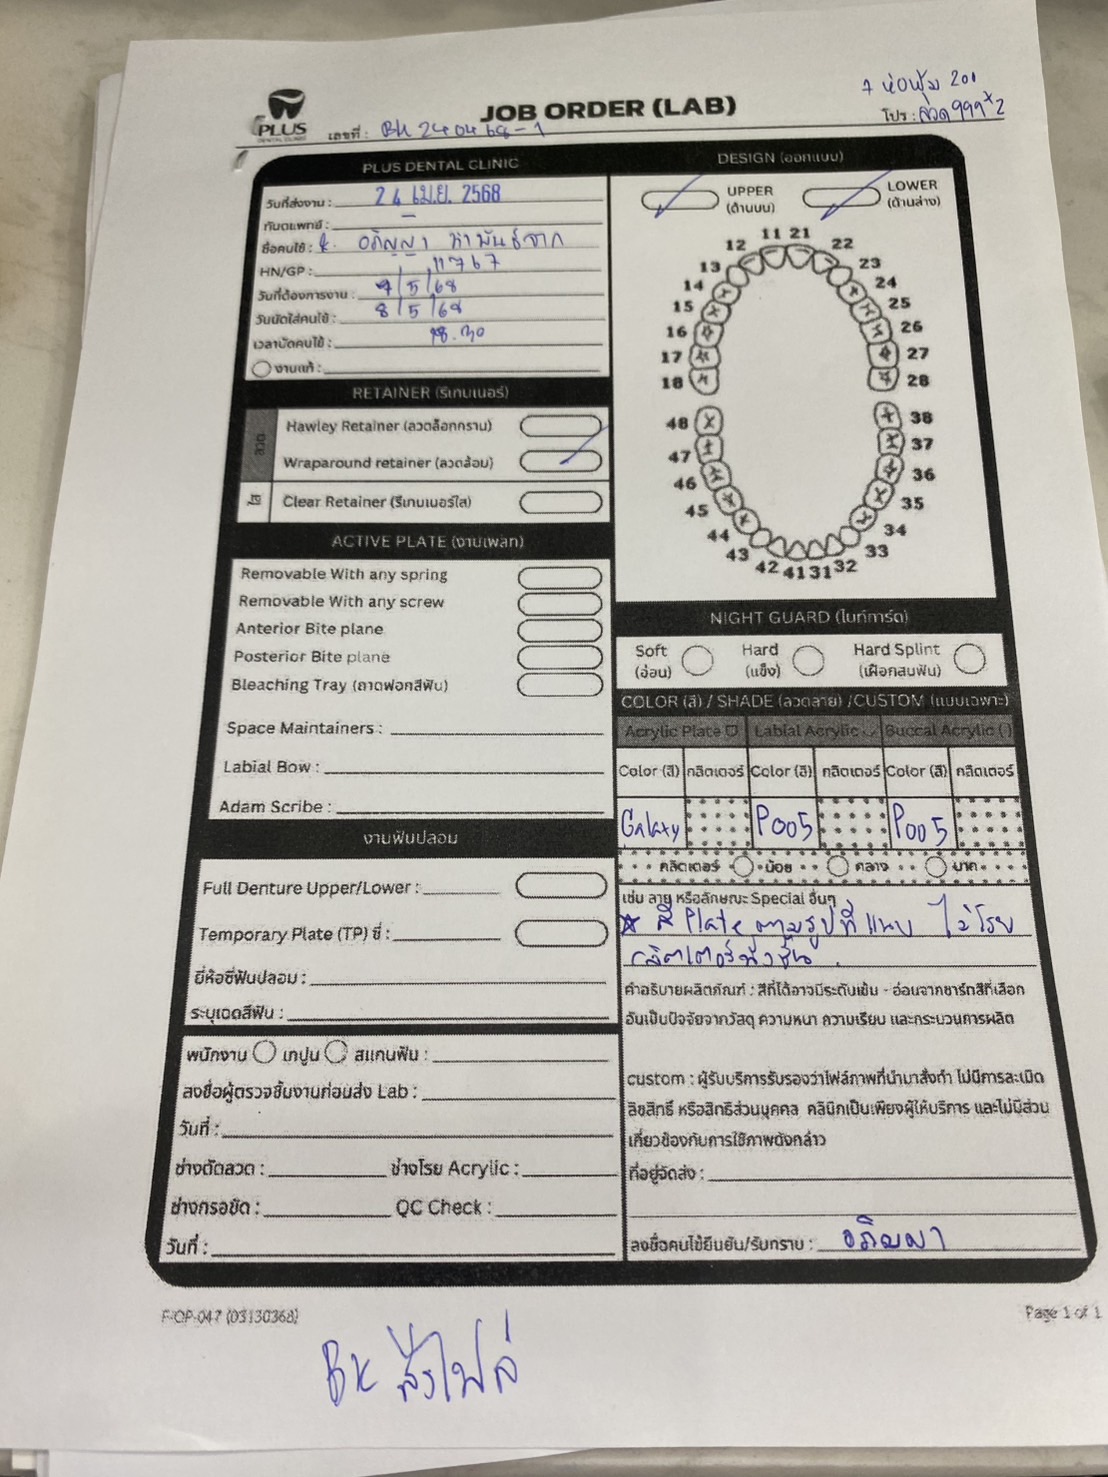 PLUS
DENTAL CLINIC
เลขที่ : BK 240468-1
JOB ORDER (LAB)
โปร : ลวด 999 x2
PLUS DENTAL CLINIC
วันที่ส่งงาน : 24 เม.ย. 2568
ทันตแพทย์ :
ชื่อคนไข้ :
HN/GP : 11767
วันที่ต้องการงาน : 7/5/68
วันนัดใส่คนไข้ : 8/5/68
เวลานัดคนไข้ : 18.30
งานแก้ :
RETAINER (รีเทนเนอร์)
ลวด
Hawley Retainer (ลวดล็อกกราม)
Wraparound retainer (ลวดล้อม)
ใส
Clear Retainer (รีเทนเนอร์ใส)
ACTIVE PLATE (งานเพลท)
Removable With any spring
Removable With any screw
Anterior Bite plane
Posterior Bite plane
Bleaching Tray (ถาดฟอกสีฟัน)
Space Maintainers :
Labial Bow :
Adam Scribe :
งานฟันปลอม
Full Denture Upper/Lower :
Temporary Plate (TP) ซี่ :
ยี่ห้อซี่ฟันปลอม :
ระบุเฉดสีฟัน :
พนักงาน เทปูน สแกนฟัน :
ลงชื่อผู้ตรวจชิ้นงานก่อนส่ง Lab :
วันที่ :
ช่างดัดลวด : ช่างโรย Acrylic :
ช่างกรอขัด : QC Check :
วันที่ :
DESIGN (ออกแบบ)
UPPER
(ด้านบน)
LOWER
(ด้านล่าง)
11 21
12 22
13 23
14 24
15 25
16 26
17 27
18 28
48 38
47 37
46 36
45 35
44 34
43 33
42 41 31 32
NIGHT GUARD (ไนท์การ์ด)
Soft
(อ่อน)
Hard
(แข็ง)
Hard Splint
(เฝือกสบฟัน)
COLOR (สี) / SHADE (ลวดลาย) /CUSTOM (แบบเฉพาะ)
Acrylic Plate Labial Acrylic Buccal Acrylic
Color (สี) กลิตเตอร์ Color (สี) กลิตเตอร์ Color (สี) กลิตเตอร์
Galaxy P005 P005
กลิตเตอร์ น้อย กลาง มาก
เช่น ลาย หรือลักษณะ Special อื่นๆ
สี Plate ตามรูปที่แนบ ไม่โรย
กลิตเตอร์ทั้งชิ้น
คำอธิบายผลิตภัณฑ์ : สีที่ได้อาจมีระดับเข้ม - อ่อนจากชาร์ทสีที่เลือก
อันเป็นปัจจัยจากวัสดุ ความหนา ความเรียบ และกระบวนการผลิต
custom : ผู้รับบริการรับรองว่าไฟล์ภาพที่นำมาสั่งทำ ไม่มีการละเมิด
ลิขสิทธิ์ หรือสิทธิส่วนบุคคล คลินิกเป็นเพียงผู้ให้บริการ และไม่มีส่วน
เกี่ยวข้องกับการใช้ภาพดังกล่าว
ที่อยู่จัดส่ง :
ลงชื่อคนไข้ยืนยัน/รับทราบ : อภิญญา
F/OP-047 (03130368)
Page 1 of 1
BK ส่งไฟล์